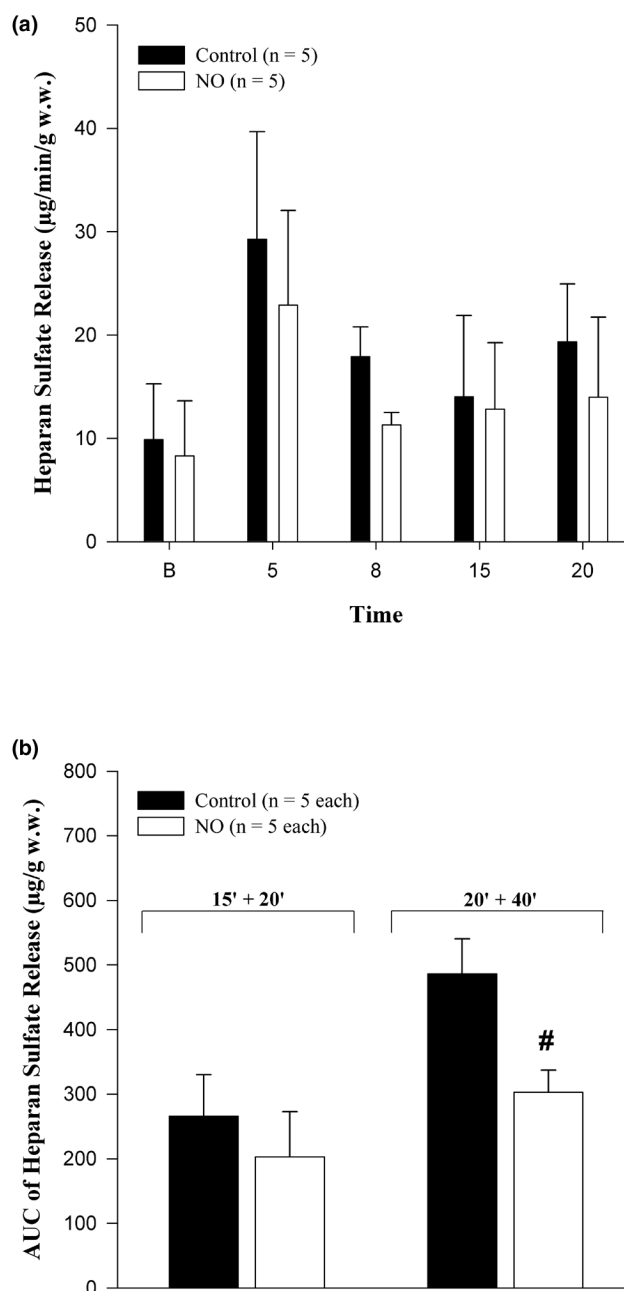 (a)
50
40
30
20
10
0
Heparan Sulfate Release (µg/min/g w.w.)
Control (n = 5)
NO (n = 5)
B 5 8 15 20
Time
(b)
800
700
600
500
400
300
200
100
0
AUC of Heparan Sulfate Release (µg/g w.w.)
Control (n = 5 each)
NO (n = 5 each)
15' + 20' 20' + 40'
#